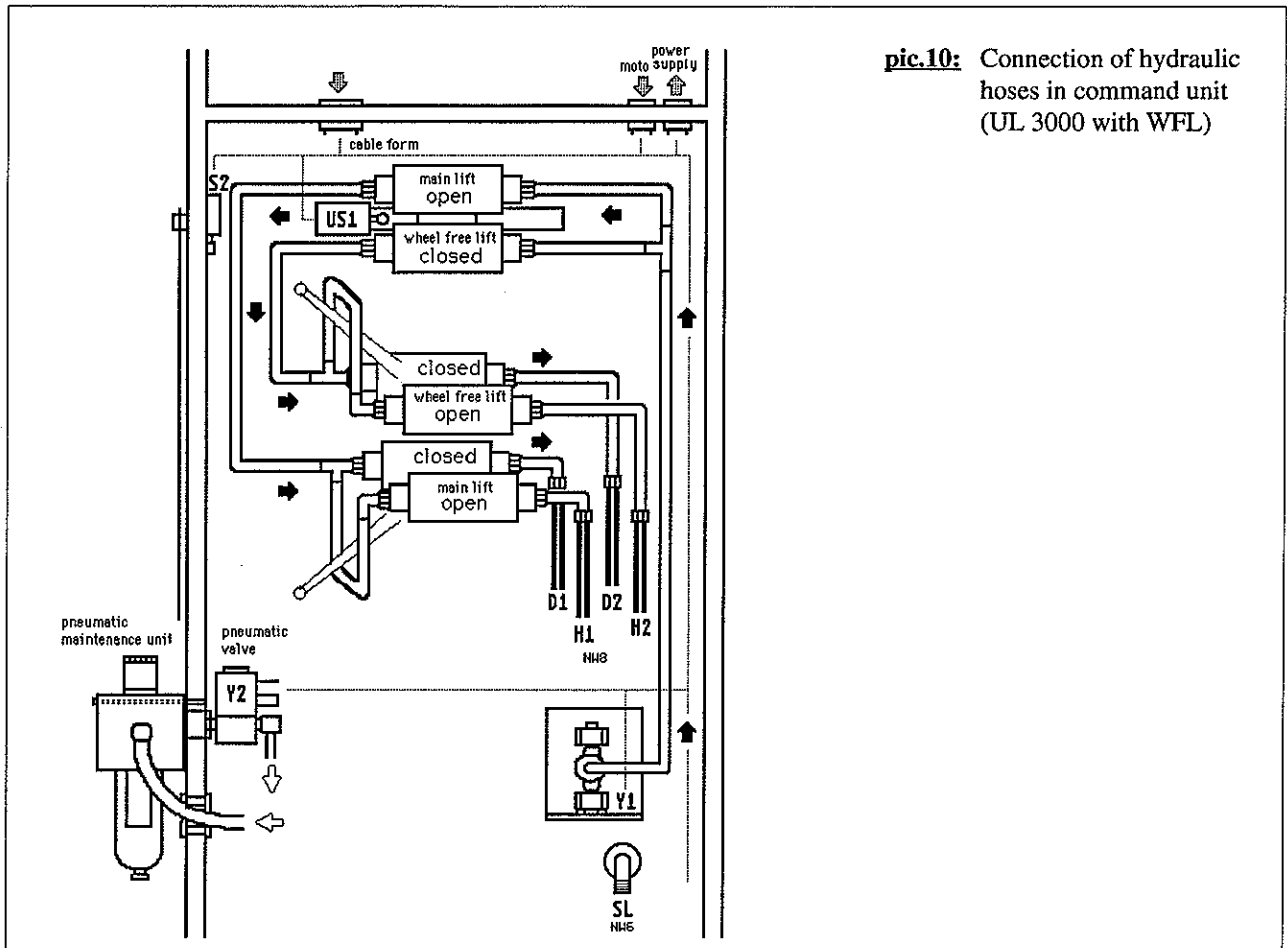 pic.10: Connection of hydraulic
hoses in command unit
(UL 3000 with WFL)
power
moto supply
cable form
S2
main lift
open
US1
wheel free lift
closed
closed
wheel free lift
open
closed
main lift
open
D1
D2
H1
H2
NW8
pneumatic
maintenance unit
pneumatic
valve
Y2
Y1
SL
NW6